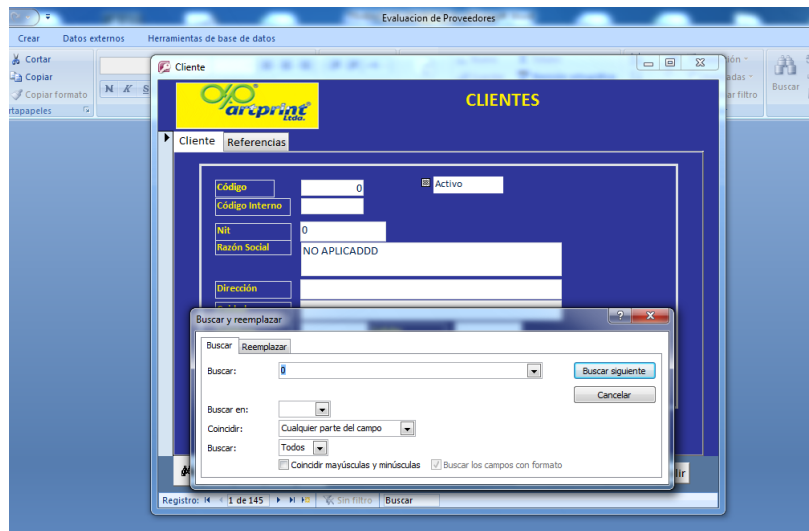 Evaluacion de Proveedores
Crear Datos externos Herramientas de base de datos
Cortar
Copiar
Copiar formato
rtapapeles
N K S
Buscar
ar filtro
Cliente
artprint
Ltda.
CLIENTES
Cliente Referencias
Código 0 Activo
Código Interno
Nit 0
Razón Social NO APLICADDD
Dirección
Buscar y reemplazar
Buscar Reemplazar
Buscar: 0 Buscar siguiente
Cancelar
Buscar en:
Coincidir: Cualquier parte del campo
Buscar: Todos
Coincidir mayúsculas y minúsculas Buscar los campos con formato
ir
Registro: 1 de 145 Sin filtro Buscar